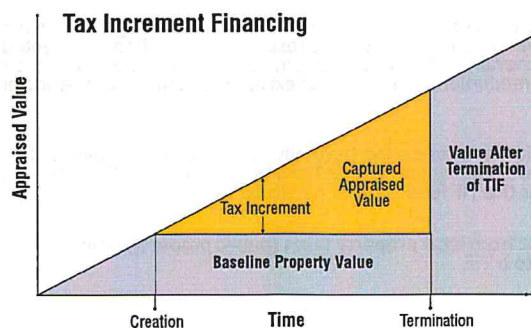 Tax Increment Financing
Appraised Value
Captured
Appraised
Value
Tax Increment
Value After
Termination
of TIF
Baseline Property Value
Creation
Time
Termination